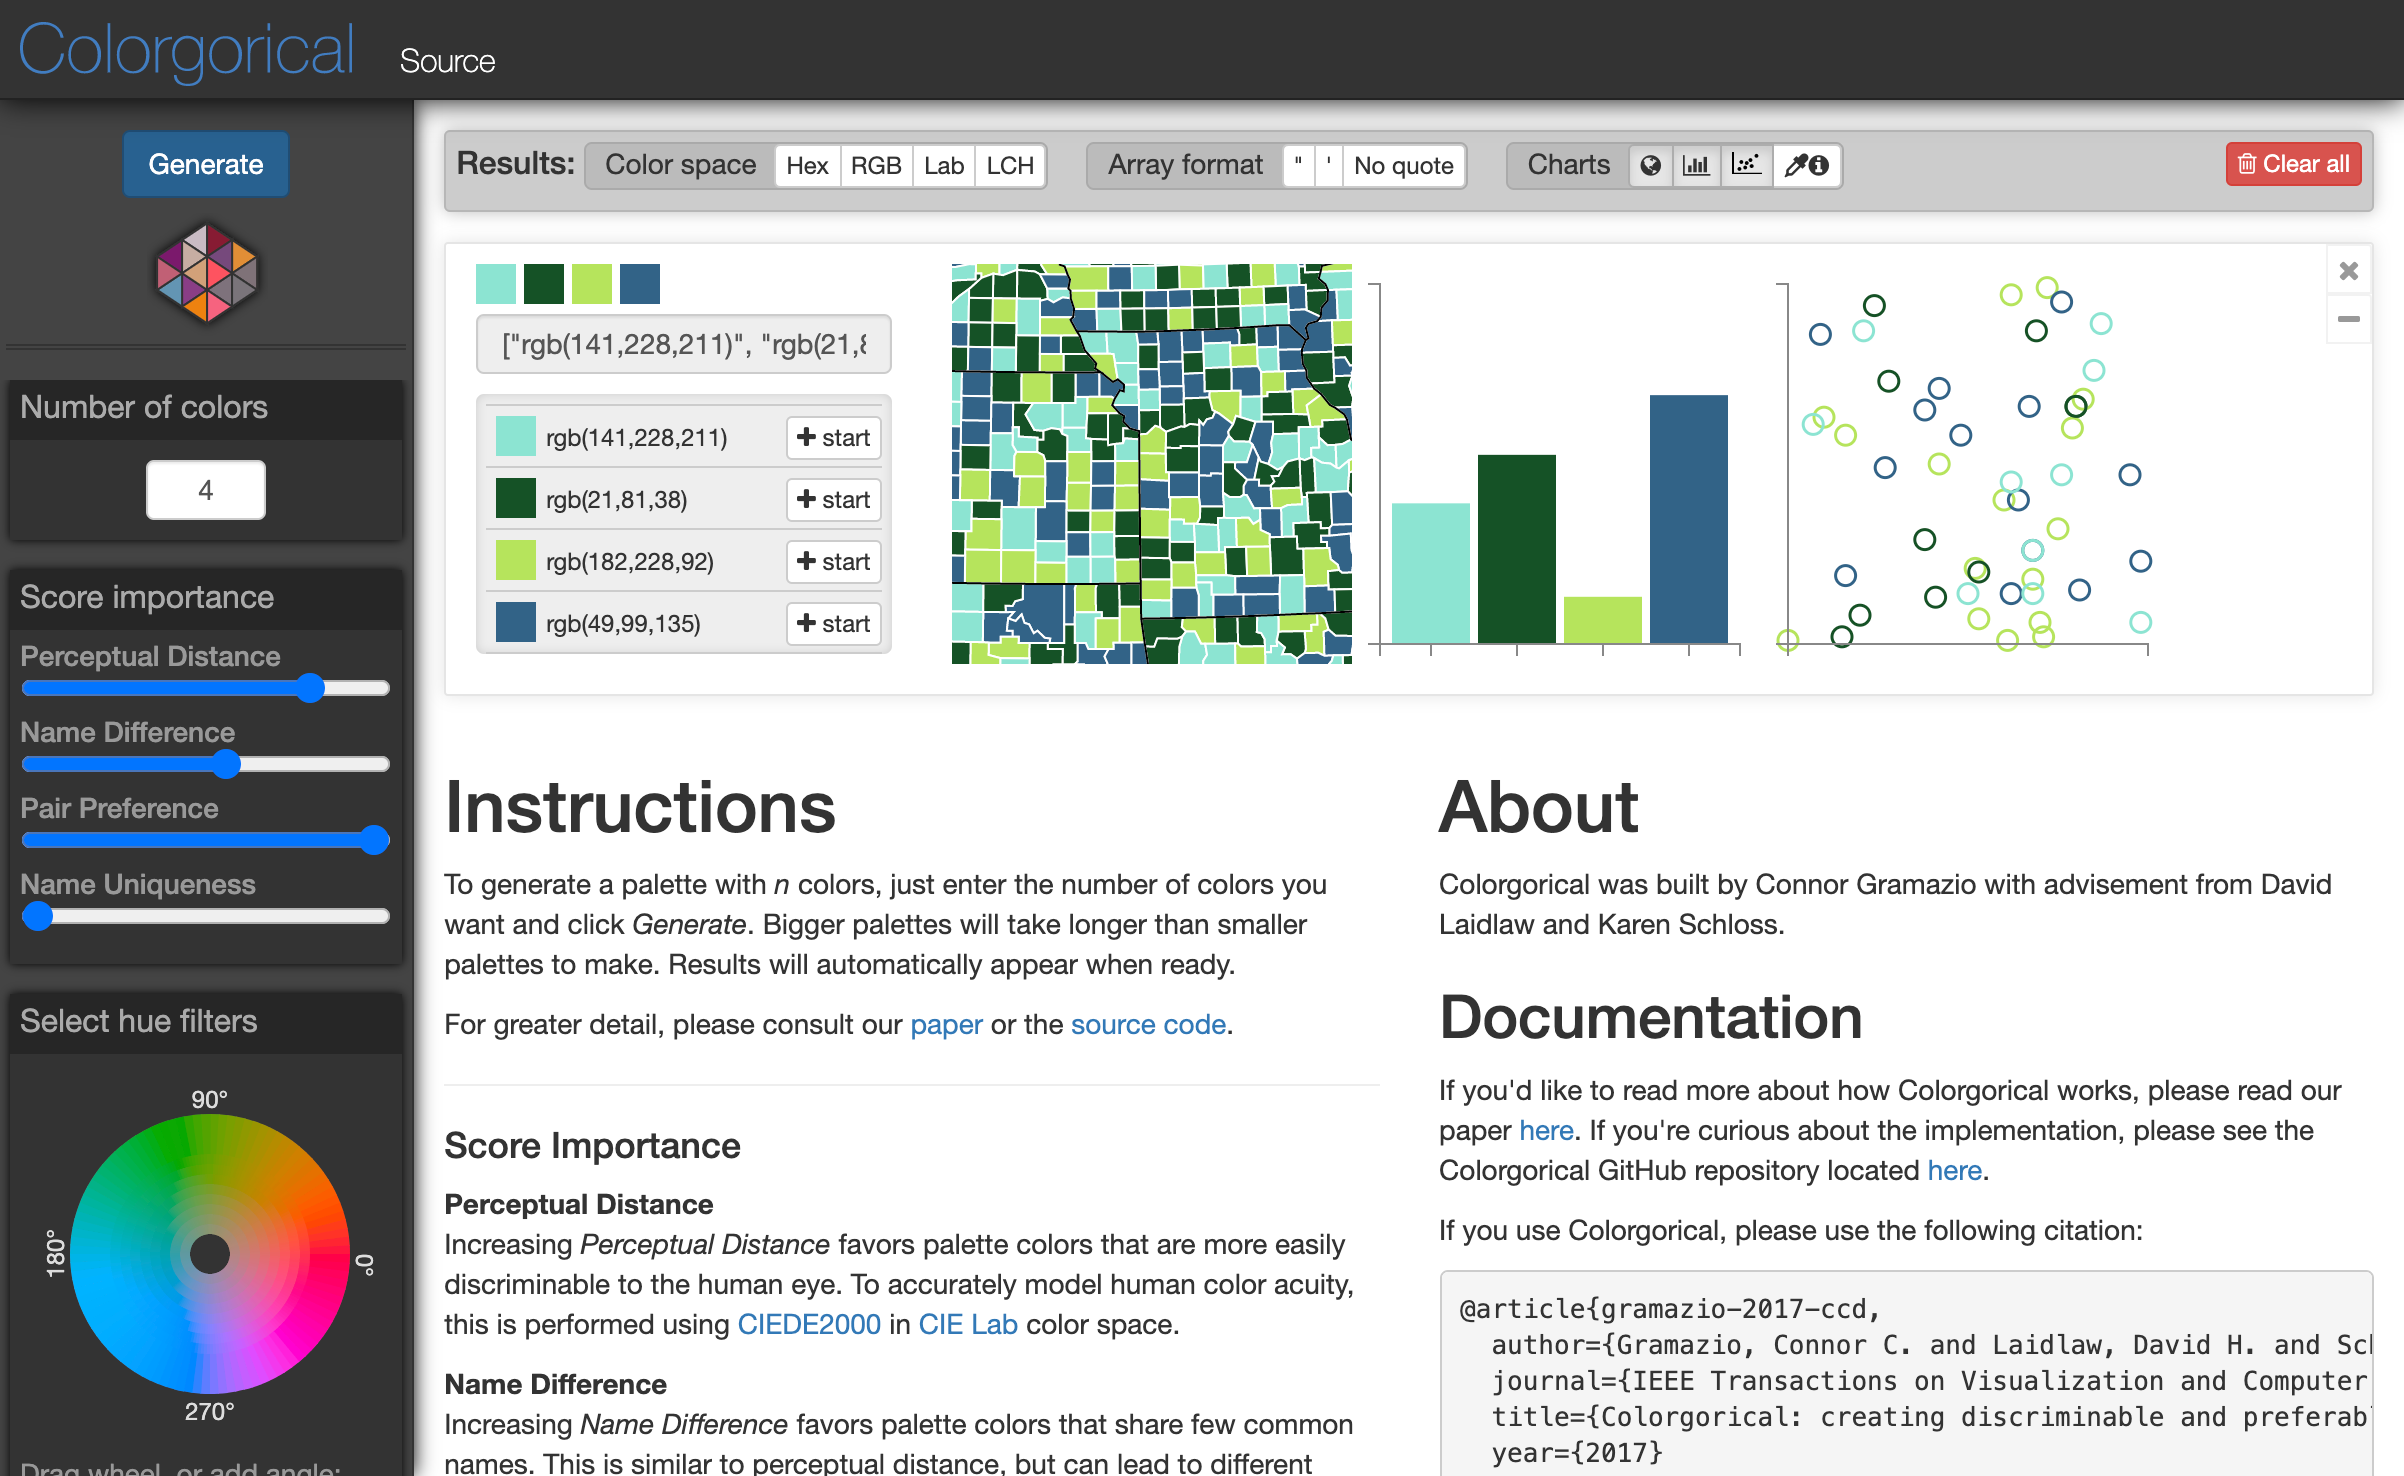 Colorgorical Source
Generate
Number of colors
4
Score importance
Perceptual Distance
Name Difference
Pair Preference
Name Uniqueness
Select hue filters
90°
180°
0°
270°
Drag wheel, or add angle:
Results: Color space Hex RGB Lab LCH Array format " ' No quote Charts Clear all
["rgb(141,228,211)", "rgb(21,8
rgb(141,228,211) + start
rgb(21,81,38) + start
rgb(182,228,92) + start
rgb(49,99,135) + start
Instructions
To generate a palette with n colors, just enter the number of colors you
want and click Generate. Bigger palettes will take longer than smaller
palettes to make. Results will automatically appear when ready.
For greater detail, please consult our paper or the source code.
Score Importance
Perceptual Distance
Increasing Perceptual Distance favors palette colors that are more easily
discriminable to the human eye. To accurately model human color acuity,
this is performed using CIEDE2000 in CIE Lab color space.
Name Difference
Increasing Name Difference favors palette colors that share few common
names. This is similar to perceptual distance, but can lead to different
About
Colorgorical was built by Connor Gramazio with advisement from David
Laidlaw and Karen Schloss.
Documentation
If you'd like to read more about how Colorgorical works, please read our
paper here. If you're curious about the implementation, please see the
Colorgorical GitHub repository located here.
If you use Colorgorical, please use the following citation:
@article{gramazio-2017-ccd,
author={Gramazio, Connor C. and Laidlaw, David H. and Sch
journal={IEEE Transactions on Visualization and Computer
title={Colorgorical: creating discriminable and preferab
year={2017}